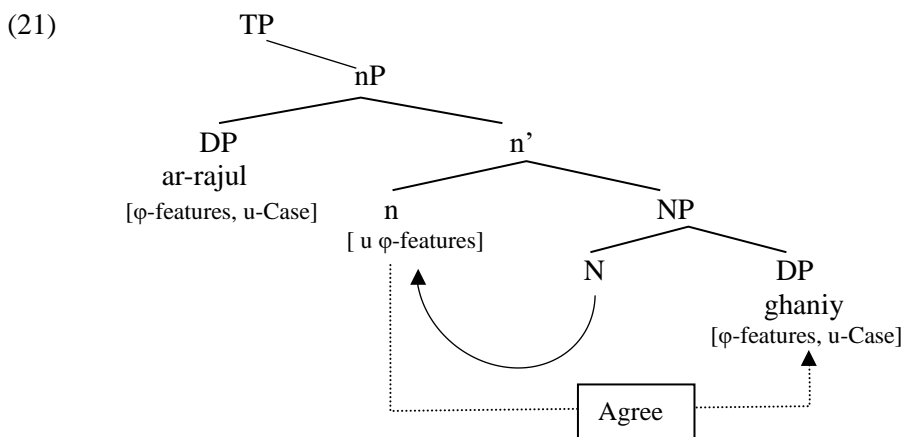 (21) TP
nP
DP n’
ar-rajul
n NP
[φ-features, u-Case]
[ u φ-features]
N DP
ghaniy
[φ-features, u-Case]
Agree